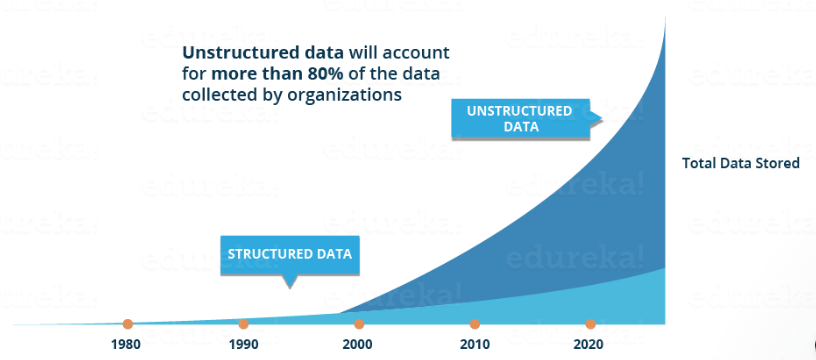 Unstructured data will account
for more than 80% of the data
collected by organizations
UNSTRUCTURED
DATA
Total Data Stored
STRUCTURED DATA
edureka!
1980
1990
2000
2010
2020